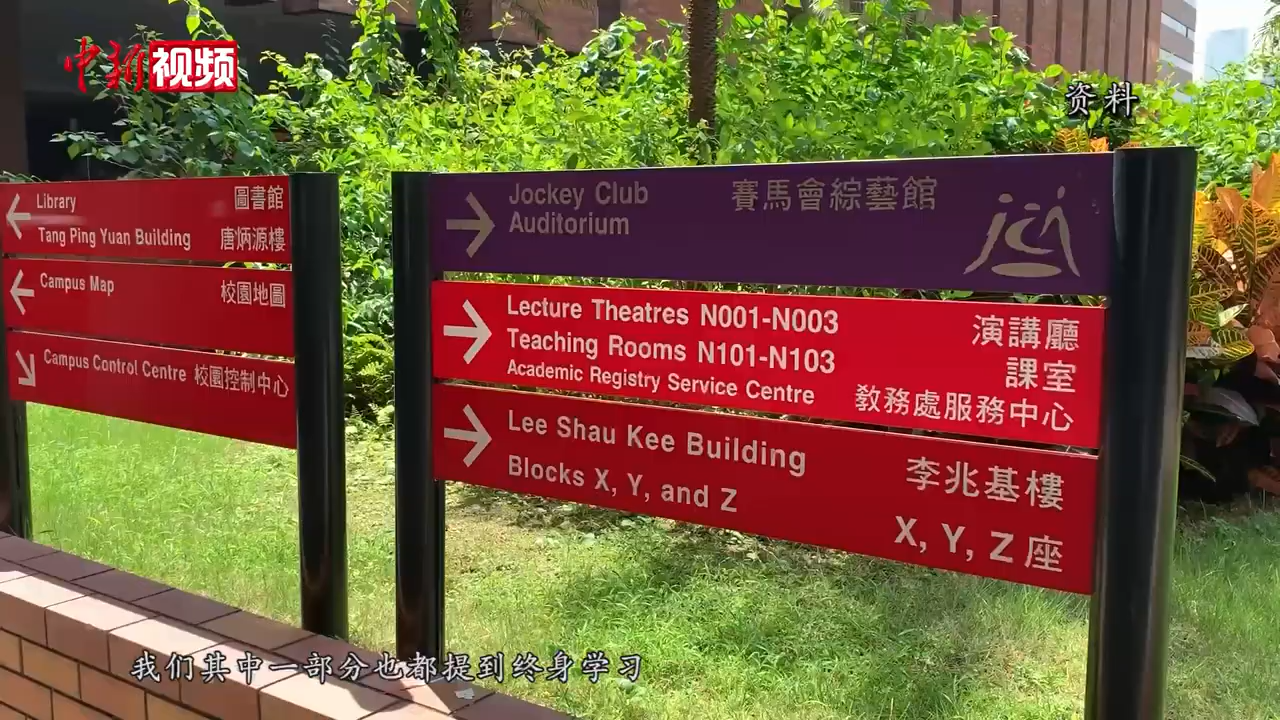 中新视频
资料
Library 圖書館
Tang Ping Yuan Building 唐炳源樓
Campus Map 校園地圖
Campus Control Centre 校園控制中心
Jockey Club 賽馬會綜藝館
Auditorium
Lecture Theatres N001-N003 演講廳
Teaching Rooms N101-N103 課室
Academic Registry Service Centre 教務處服務中心
Lee Shau Kee Building 李兆基樓
Blocks X, Y, and Z X, Y, Z座
我们其中一部分也都提到终身学习